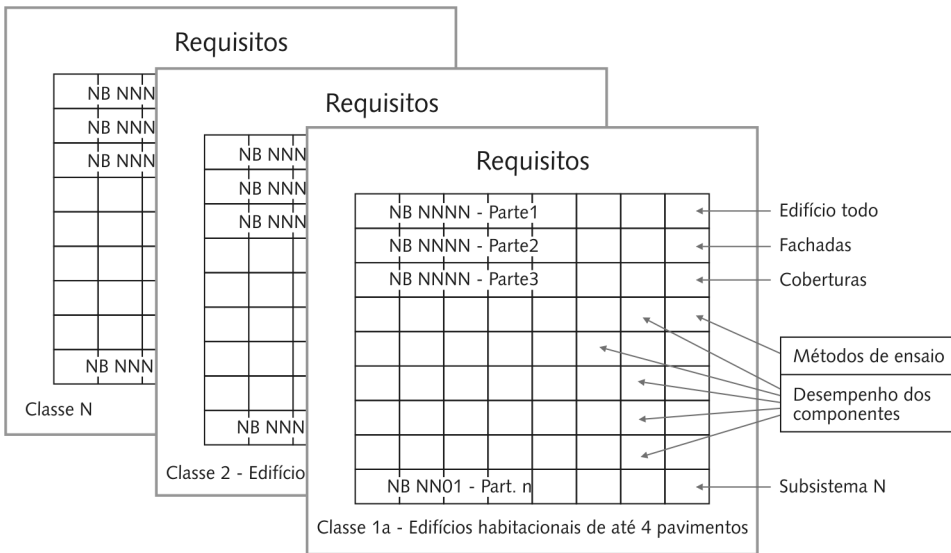 Requisitos
NB NNN
NB NNN
NB NNN
NB NNN
Classe N
Requisitos
NB NNN
NB NNN
NB NNN
NB NNN
Classe 2 - Edifício
Requisitos
NB NNNN - Parte1
NB NNNN - Parte2
NB NNNN - Parte3
NB NN01 - Part. n
Classe 1a - Edifícios habitacionais de até 4 pavimentos
Edifício todo
Fachadas
Coberturas
Métodos de ensaio
Desempenho dos
componentes
Subsistema N